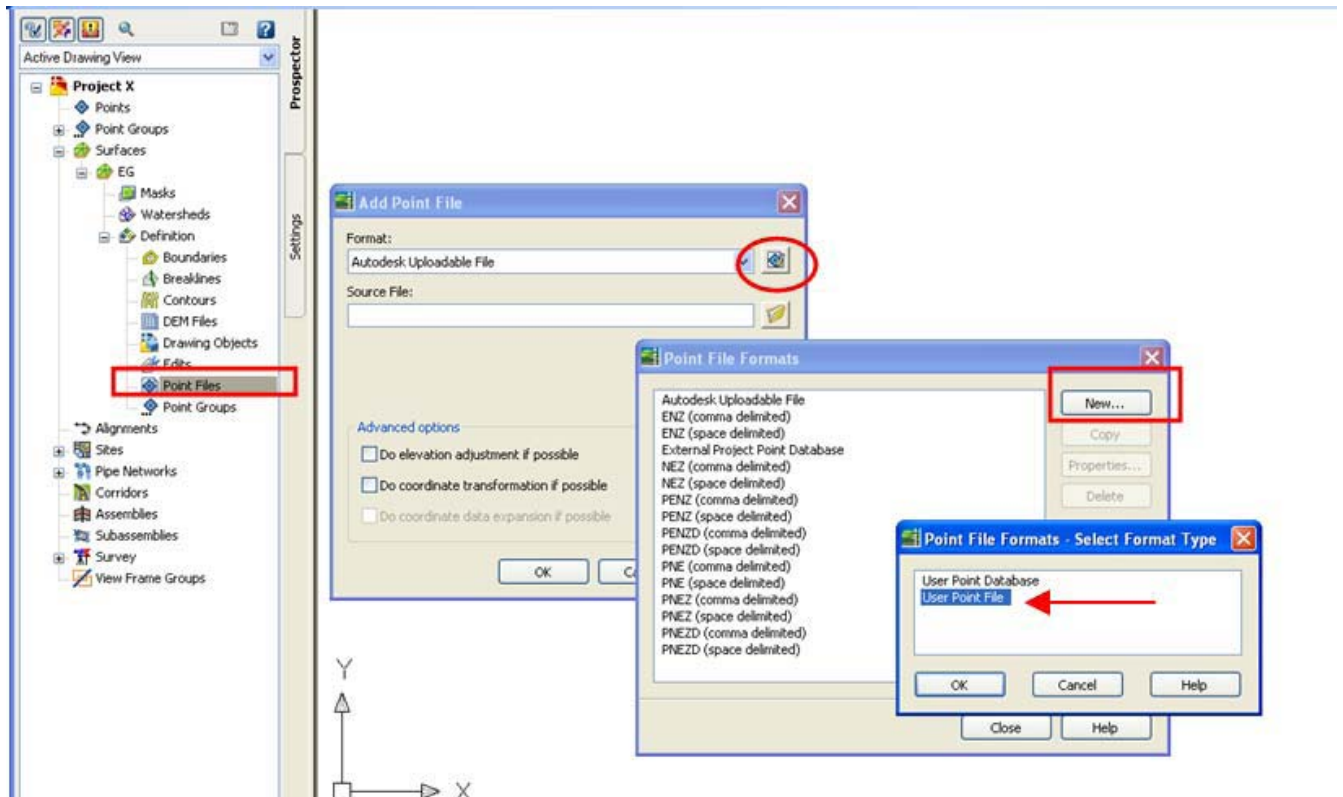 Active Drawing View
Prospector
Settings
Project X
Points
Point Groups
Surfaces
EG
Masks
Watersheds
Definition
Boundaries
Breaklines
Contours
DEM Files
Drawing Objects
Edits
Point Files
Point Groups
Alignments
Sites
Pipe Networks
Corridors
Assemblies
Subassemblies
Survey
View Frame Groups
Add Point File
Format:
Autodesk Uploadable File
Source File:
Advanced options
Do elevation adjustment if possible
Do coordinate transformation if possible
Do coordinate data expansion if possible
OK
Point File Formats
Autodesk Uploadable File
ENZ (comma delimited)
ENZ (space delimited)
External Project Point Database
NEZ (comma delimited)
NEZ (space delimited)
PENZ (comma delimited)
PENZ (space delimited)
PENZD (comma delimited)
PENZD (space delimited)
PNE (comma delimited)
PNE (space delimited)
PNEZ (comma delimited)
PNEZ (space delimited)
PNEZD (comma delimited)
PNEZD (space delimited)
New...
Copy
Properties...
Delete
Point File Formats - Select Format Type
User Point Database
User Point File
OK Cancel Help
Close Help
Y
X